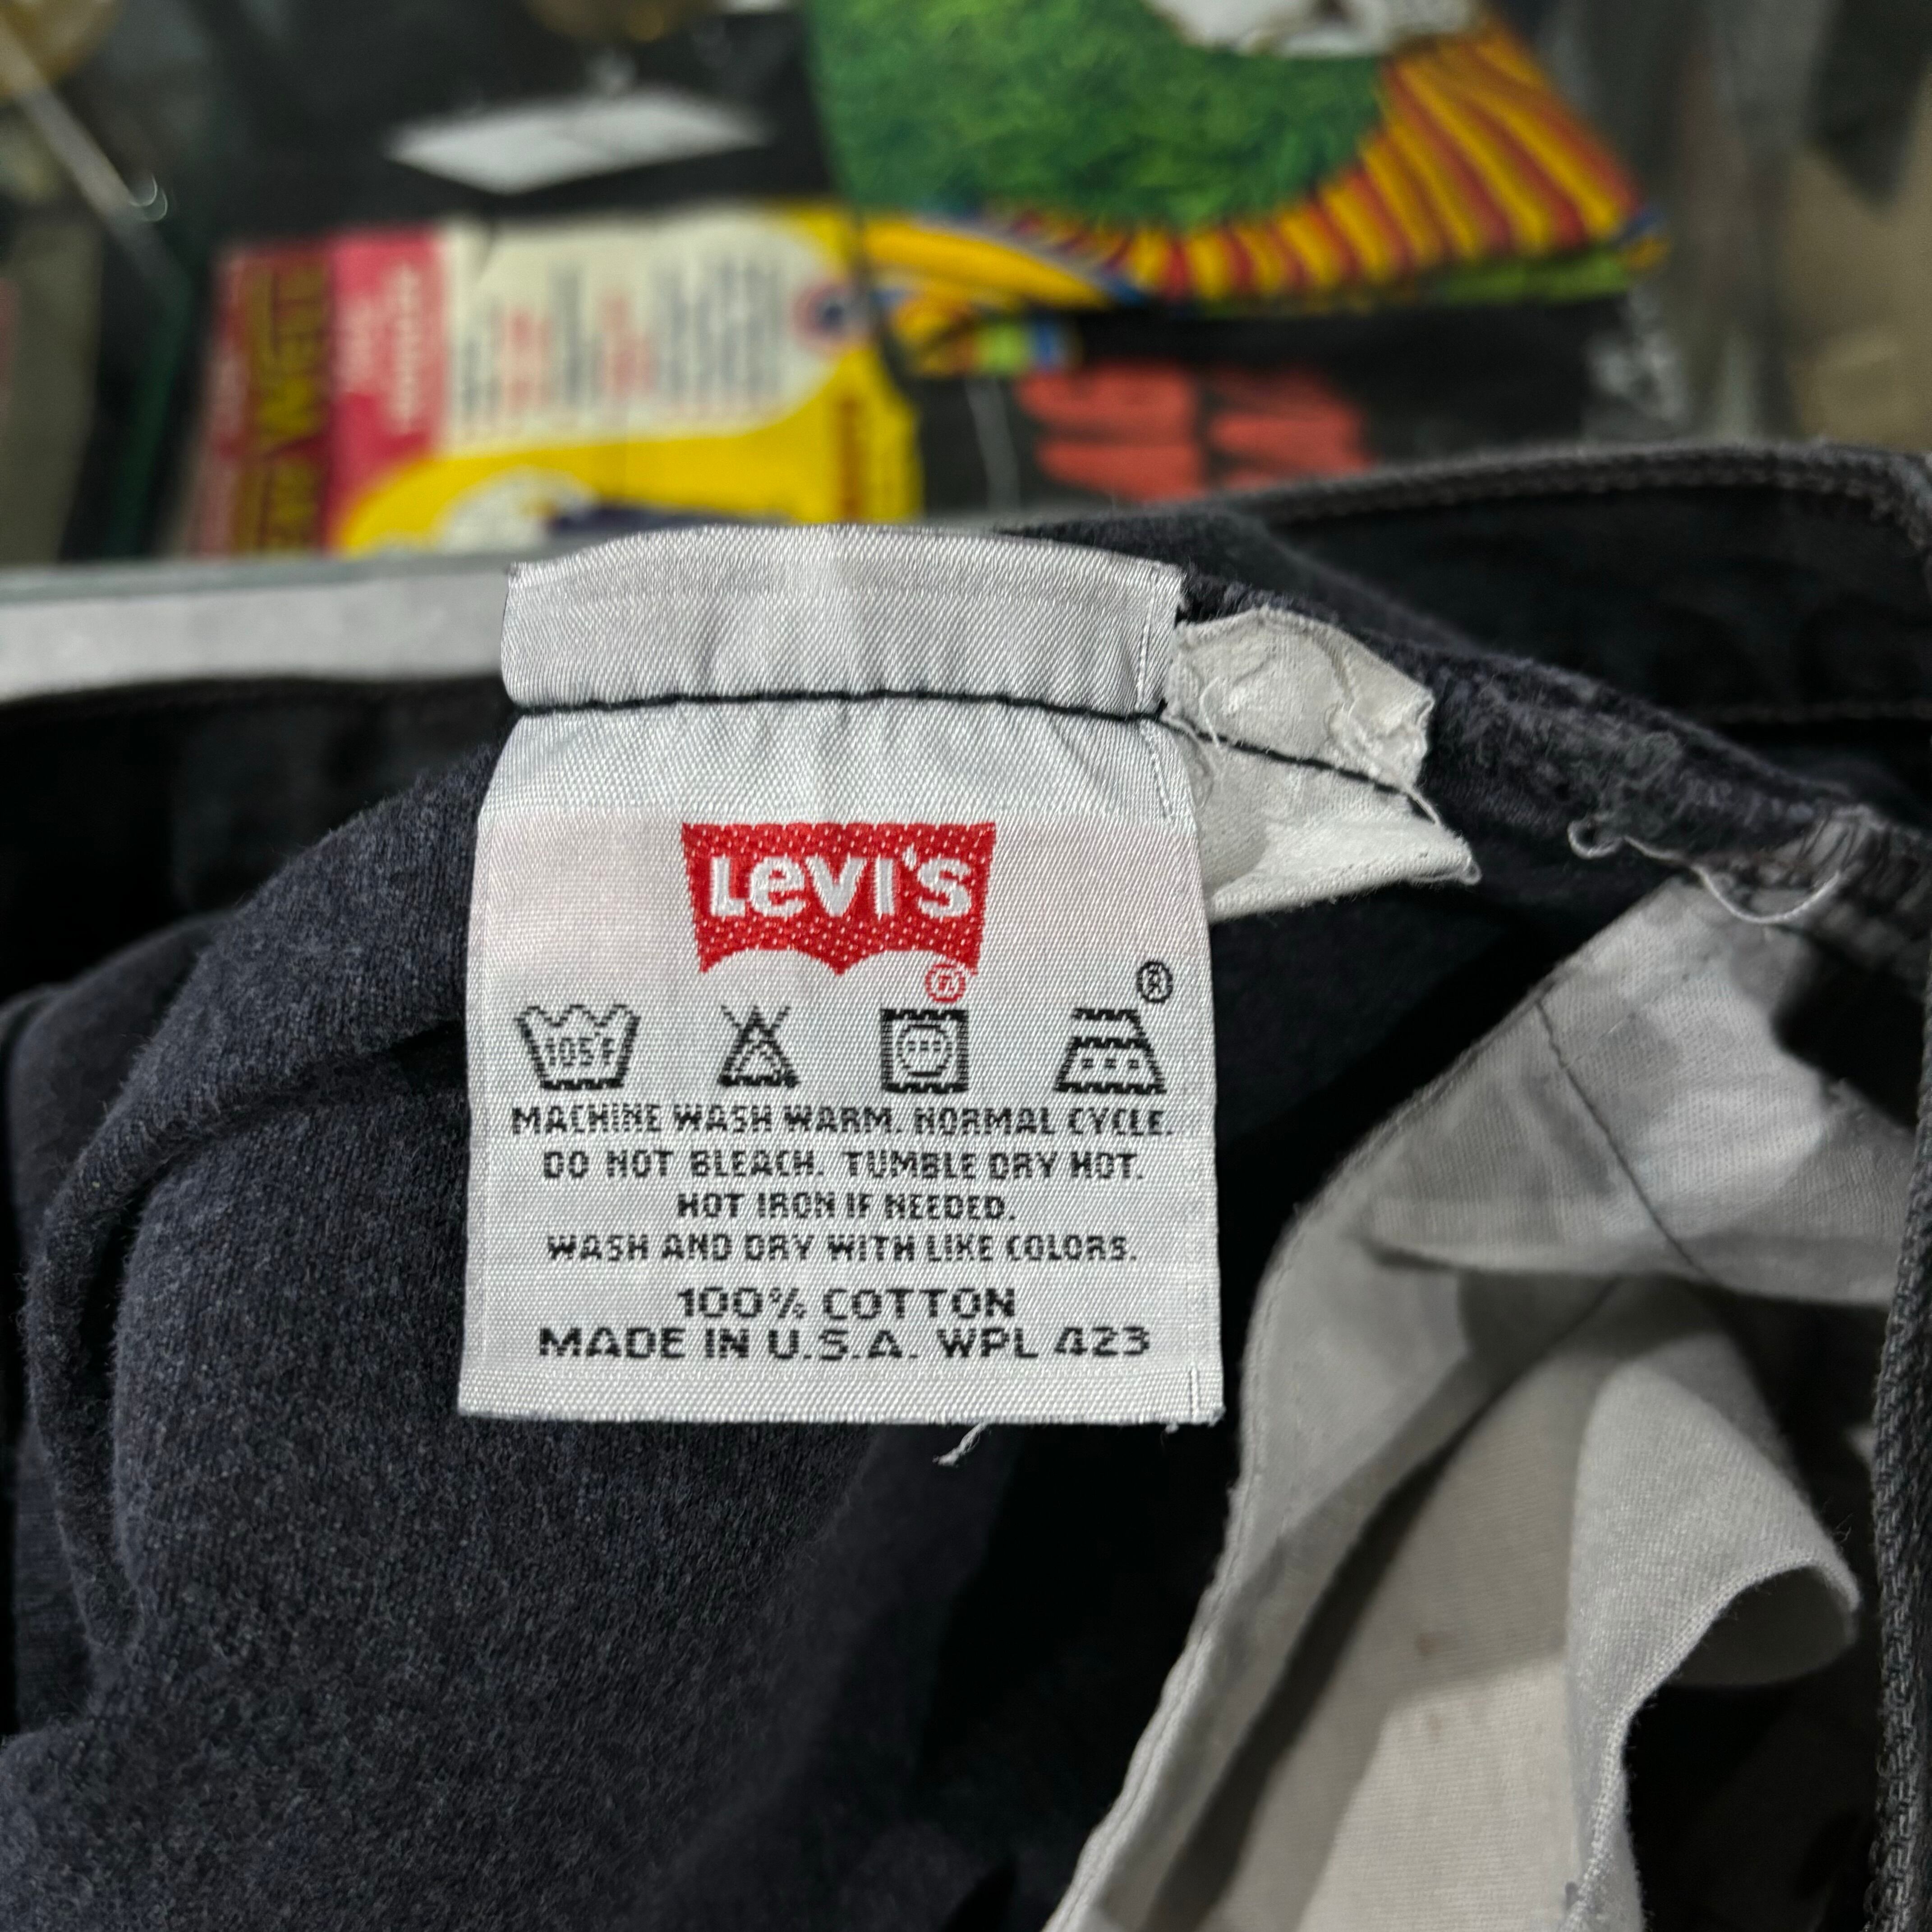 Levi's ®
®
105F
MACHINE WASH WARM. NORMAL CYCLE.
DO NOT BLEACH. TUMBLE DRY HOT.
HOT IRON IF NEEDED.
WASH AND DRY WITH LIKE COLORS.
100% COTTON
MADE IN U.S.A. WPL 423